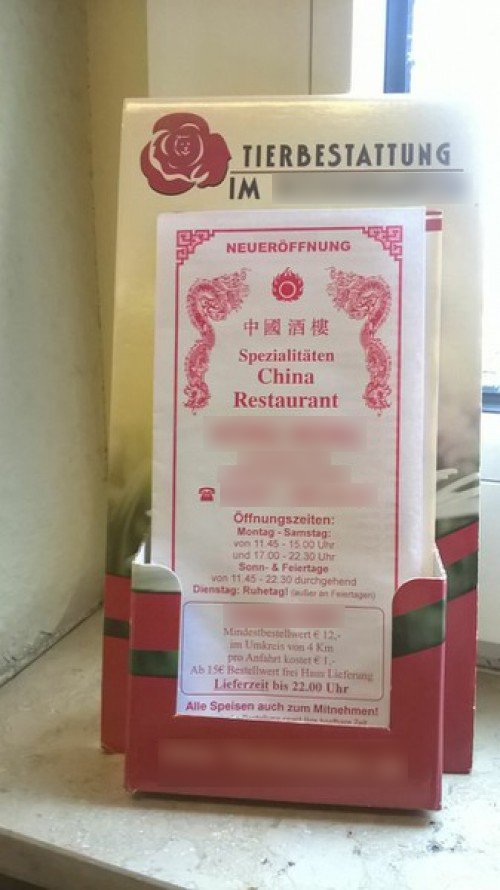 TIERBESTATTUNG
IM
NEUERÖFFNUNG
中國酒樓
Spezialitäten
China
Restaurant
Öffnungszeiten:
Montag - Samstag:
von 11.45 - 15.00 Uhr
und 17.00 - 22.30 Uhr
Sonn- & Feiertage
von 11.45 - 22.30 durchgehend
Dienstag: Ruhetag! (außer an Feiertagen)
Mindestbestellwert € 12,-
im Umkreis von 4 Km
pro Anfahrt kostet € 1,-
Ab 15€ Bestellwert frei Haus Lieferung
Lieferzeit bis 22.00 Uhr
Alle Speisen auch zum Mitnehmen!